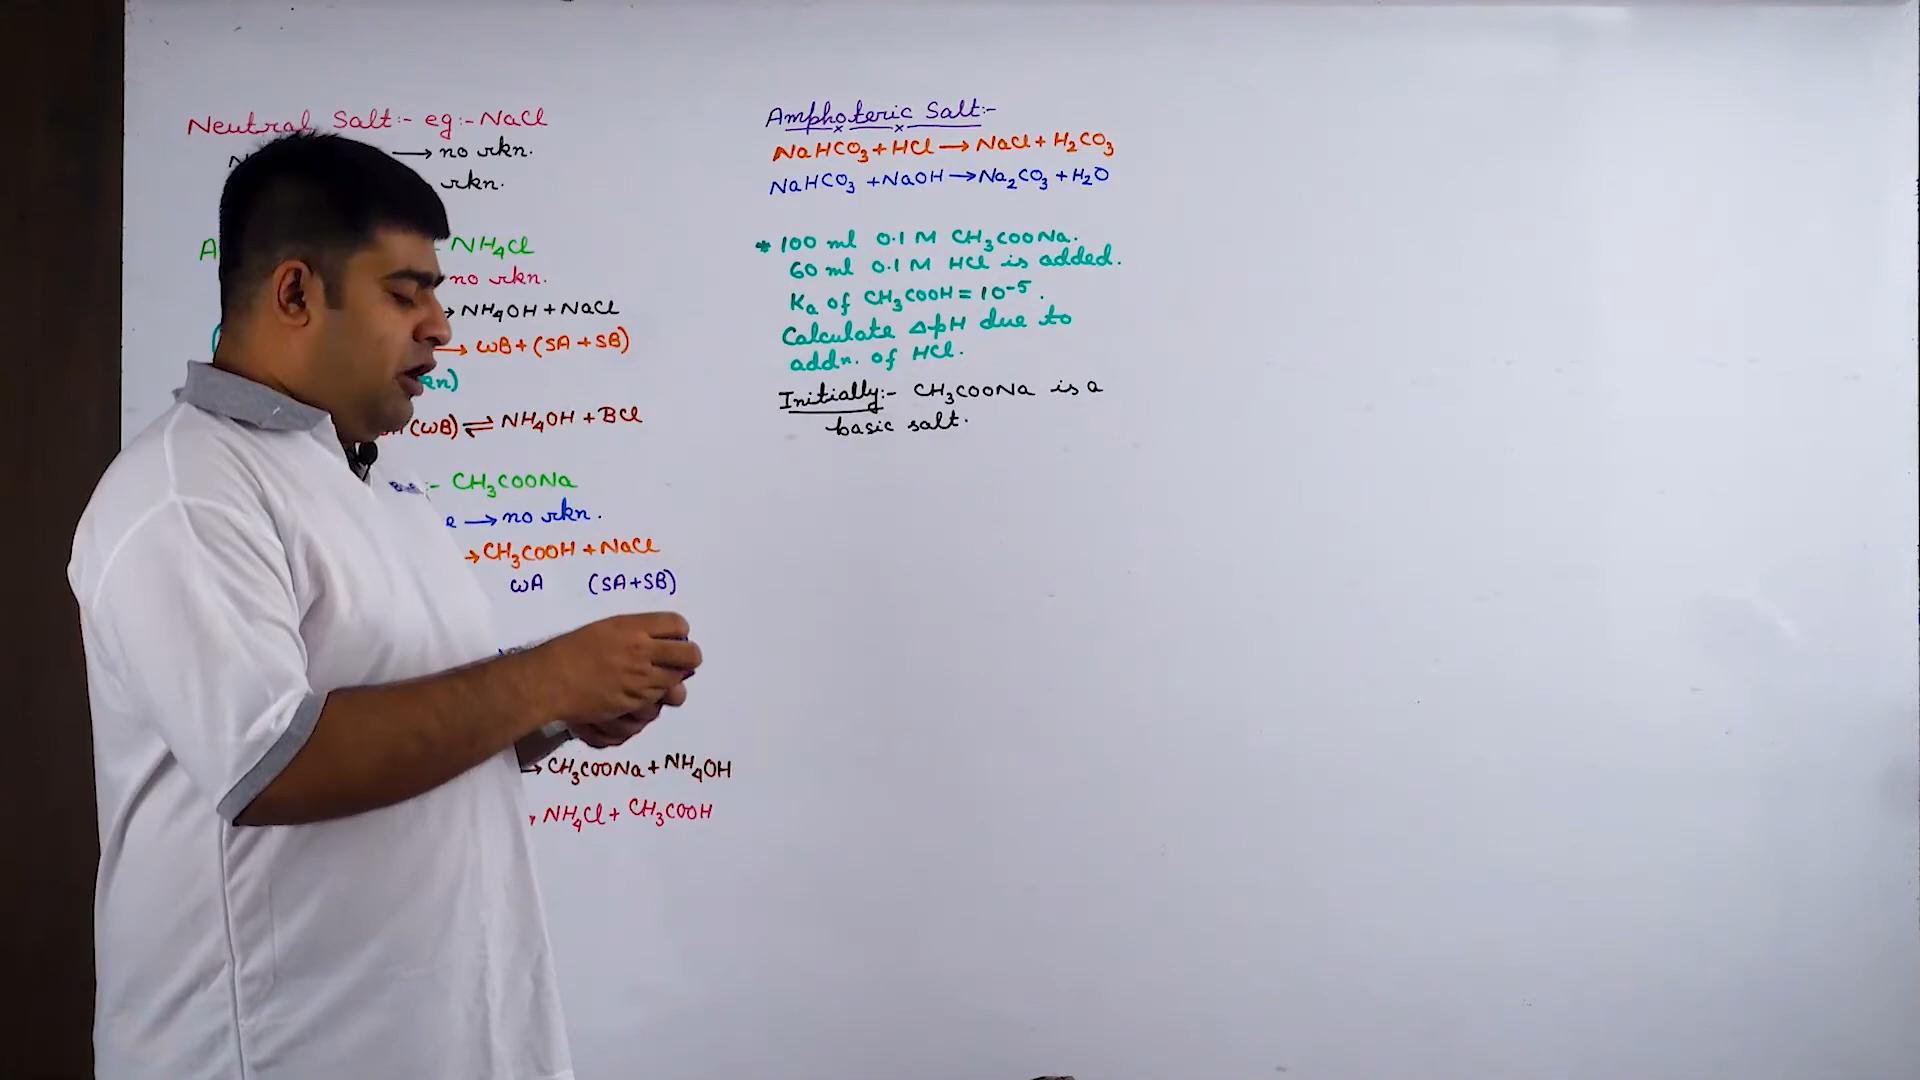 Neutral Salt:- eg:- NaCl
→ no rkn.
rkn.
A NH₄Cl
no rkn.
→ NH₄OH + NaCl
→ WB + (SA + SB)
kn)
(WB) ⇌ NH₄OH + BCl
:- CH₃COONa
→ no rkn.
→ CH₃COOH + NaCl
WA (SA+SB)
→ CH₃COONa + NH₄OH
NH₄Cl + CH₃COOH
Amphoteric Salt:-
NaHCO₃ + HCl → NaCl + H₂CO₃
NaHCO₃ + NaOH → Na₂CO₃ + H₂O
* 100 ml 0.1 M CH₃COONa.
60 ml 0.1 M HCl is added.
Ka of CH₃COOH = 10⁻⁵.
Calculate ΔpH due to
addn. of HCl.
Initially:- CH₃COONa is a
basic salt.